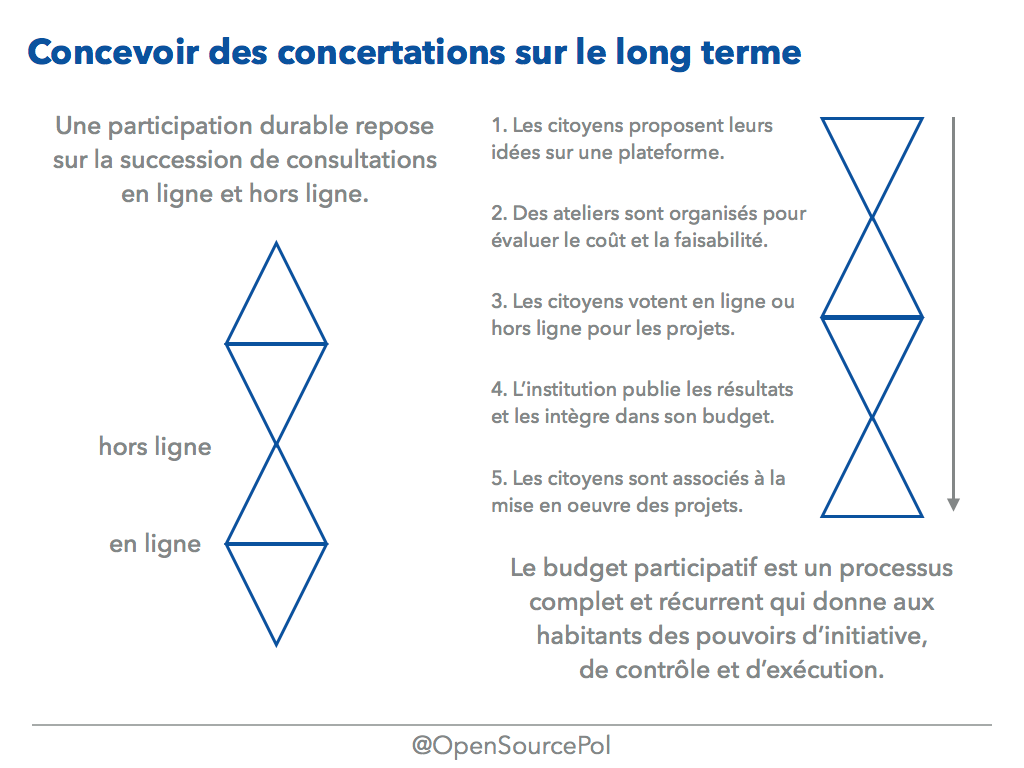 Concevoir des concertations sur le long terme
Une participation durable repose
sur la succession de consultations
en ligne et hors ligne.
hors ligne
en ligne
1. Les citoyens proposent leurs
idées sur une plateforme.
2. Des ateliers sont organisés pour
évaluer le coût et la faisabilité.
3. Les citoyens votent en ligne ou
hors ligne pour les projets.
4. L’institution publie les résultats
et les intègre dans son budget.
5. Les citoyens sont associés à la
mise en oeuvre des projets.
Le budget participatif est un processus
complet et récurrent qui donne aux
habitants des pouvoirs d’initiative,
de contrôle et d’exécution.
@OpenSourcePol